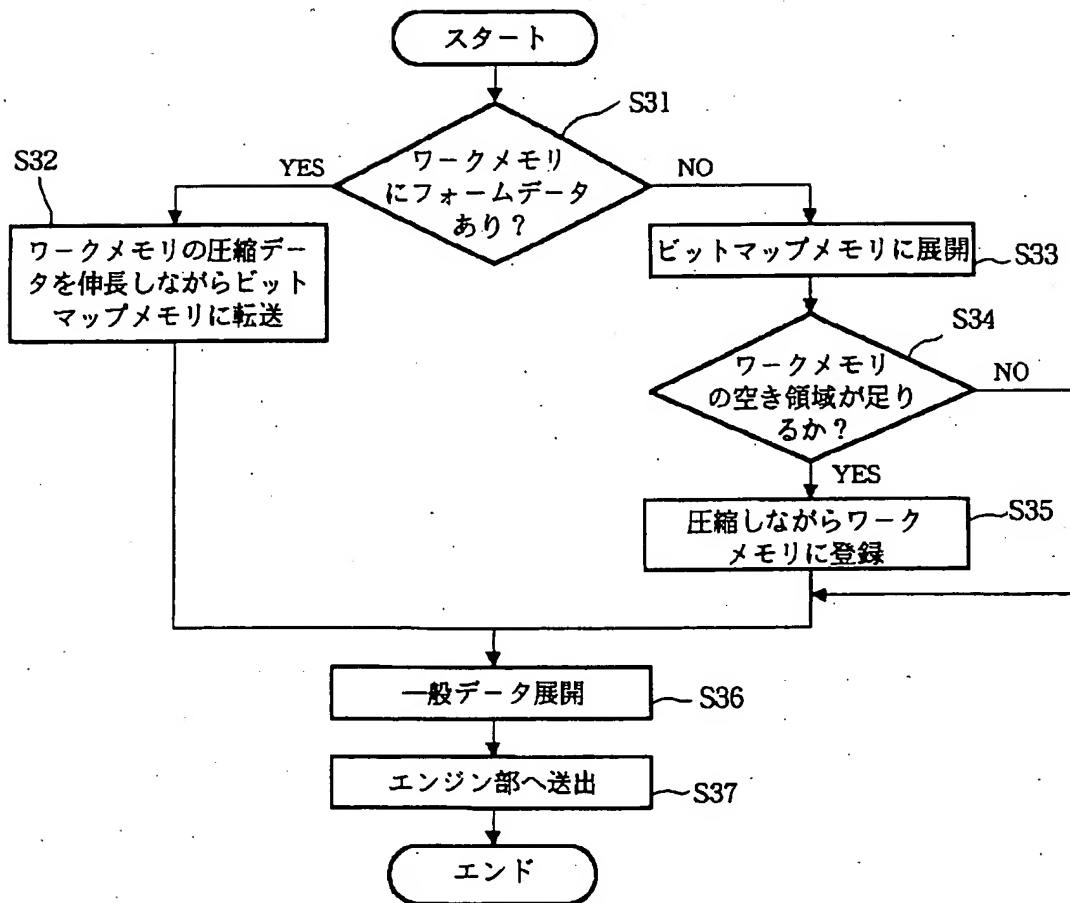 スタート
S31
ワークメモリ
にフォームデータ
あり?
YES
NO
S32
ワークメモリの圧縮デー
タを伸長しながらビット
マップメモリに転送
ビットマップメモリに展開
S33
S34
ワークメモリ
の空き領域が足り
るか?
NO
YES
圧縮しながらワーク
メモリに登録
S35
一般データ展開
S36
エンジン部へ送出
S37
エンド